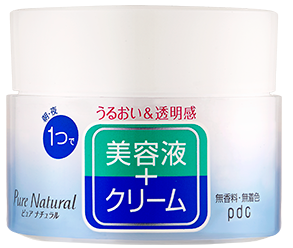 うるおい&透明感
朝・夜
1つで
美容液
+
クリーム
Pure Natural
ピュア ナチュラル
無香料・無着色
pdc